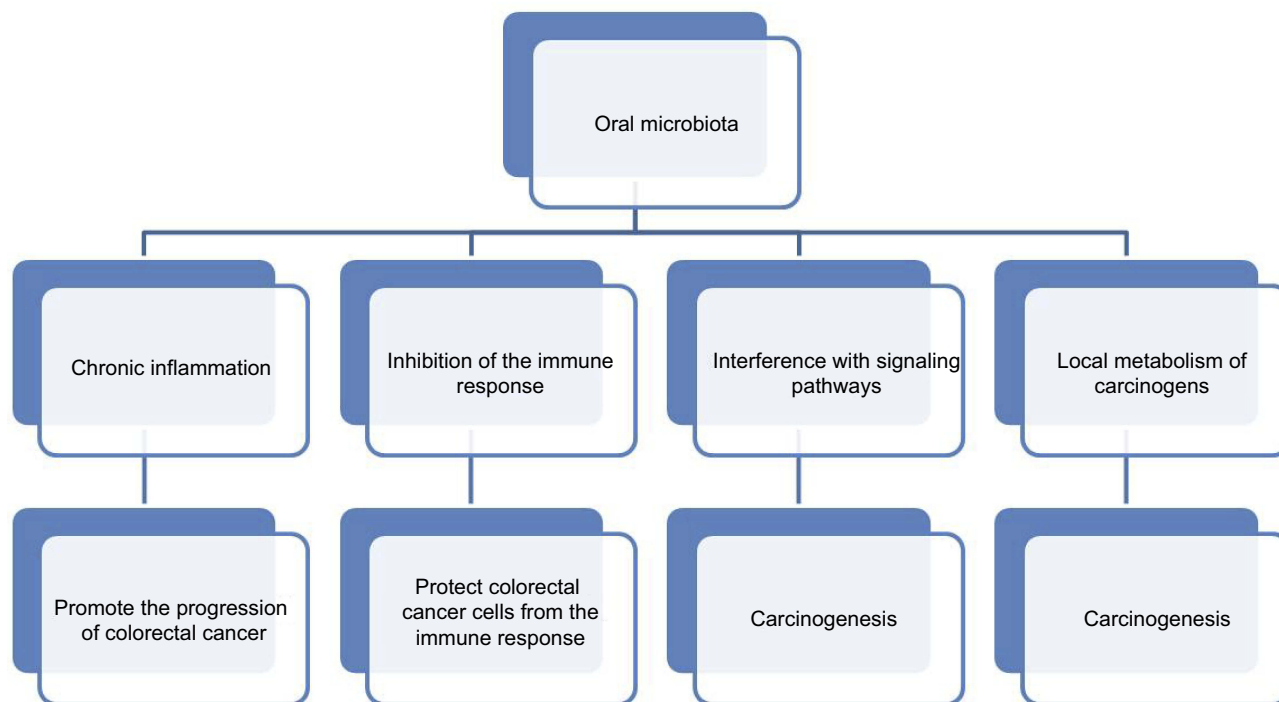 Oral microbiota
Chronic inflammation
Inhibition of the immune
response
Interference with signaling
pathways
Local metabolism of
carcinogens
Promote the progression
of colorectal cancer
Protect colorectal
cancer cells from the
immune response
Carcinogenesis
Carcinogenesis